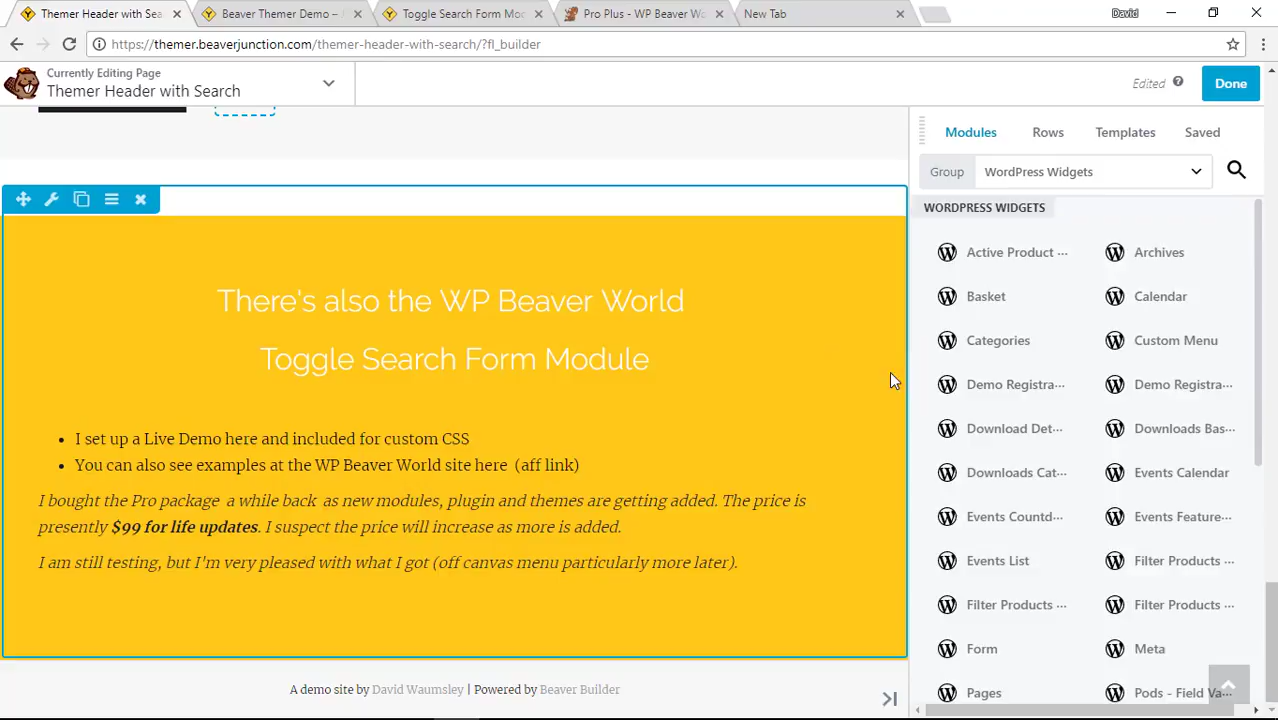 Themer Header with Sea
Beaver Themer Demo –
Toggle Search Form Mo
Pro Plus - WP Beaver Wo
New Tab
David
https://themer.beaverjunction.com/themer-header-with-search/?fl_builder
Currently Editing Page
Themer Header with Search
Edited
Done
Modules
Rows
Templates
Saved
Group
WordPress Widgets
WORDPRESS WIDGETS
Active Product ···
Archives
Basket
Calendar
Categories
Custom Menu
Demo Registra···
Demo Registra···
Download Det···
Downloads Bas···
Downloads Cat···
Events Calendar
Events Countd···
Events Feature···
Events List
Filter Products ···
Filter Products ···
Filter Products ···
Form
Meta
Pages
Pods - Field Va···
There's also the WP Beaver World
Toggle Search Form Module
• I set up a Live Demo here and included for custom CSS
• You can also see examples at the WP Beaver World site here (aff link)
I bought the Pro package a while back as new modules, plugin and themes are getting added. The price is
presently $99 for life updates. I suspect the price will increase as more is added.
I am still testing, but I'm very pleased with what I got (off canvas menu particularly more later).
A demo site by David Waumsley | Powered by Beaver Builder